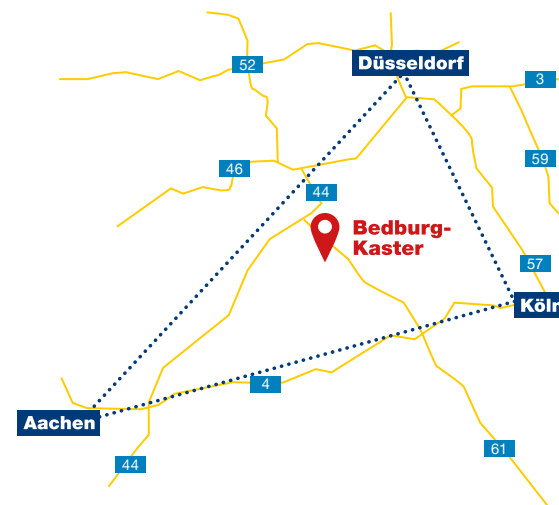 52
Düsseldorf
3
59
46
44
Bedburg-
Kaster
57
Köln
4
Aachen
44
61